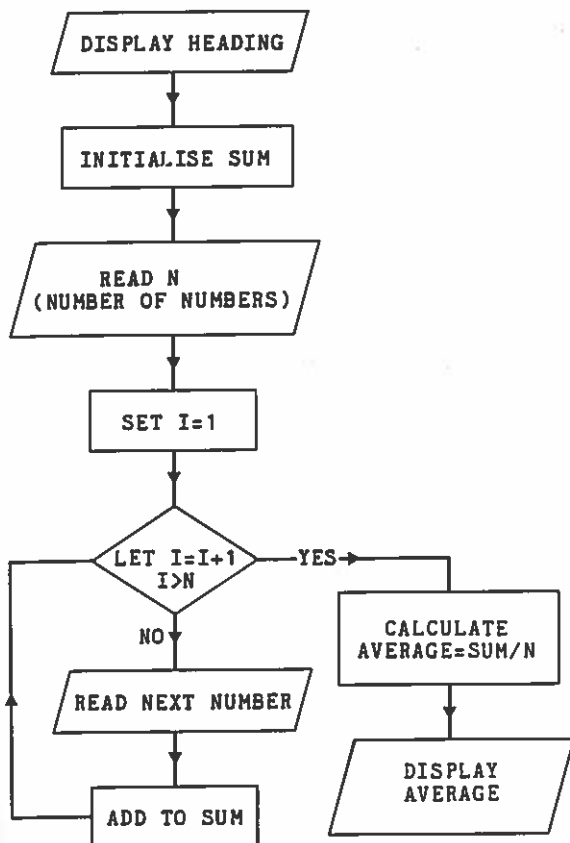 DISPLAY HEADING
INITIALISE SUM
READ N
(NUMBER OF NUMBERS)
SET I=1
LET I=I+1
I>N
YES
NO
CALCULATE
AVERAGE=SUM/N
READ NEXT NUMBER
DISPLAY
AVERAGE
ADD TO SUM